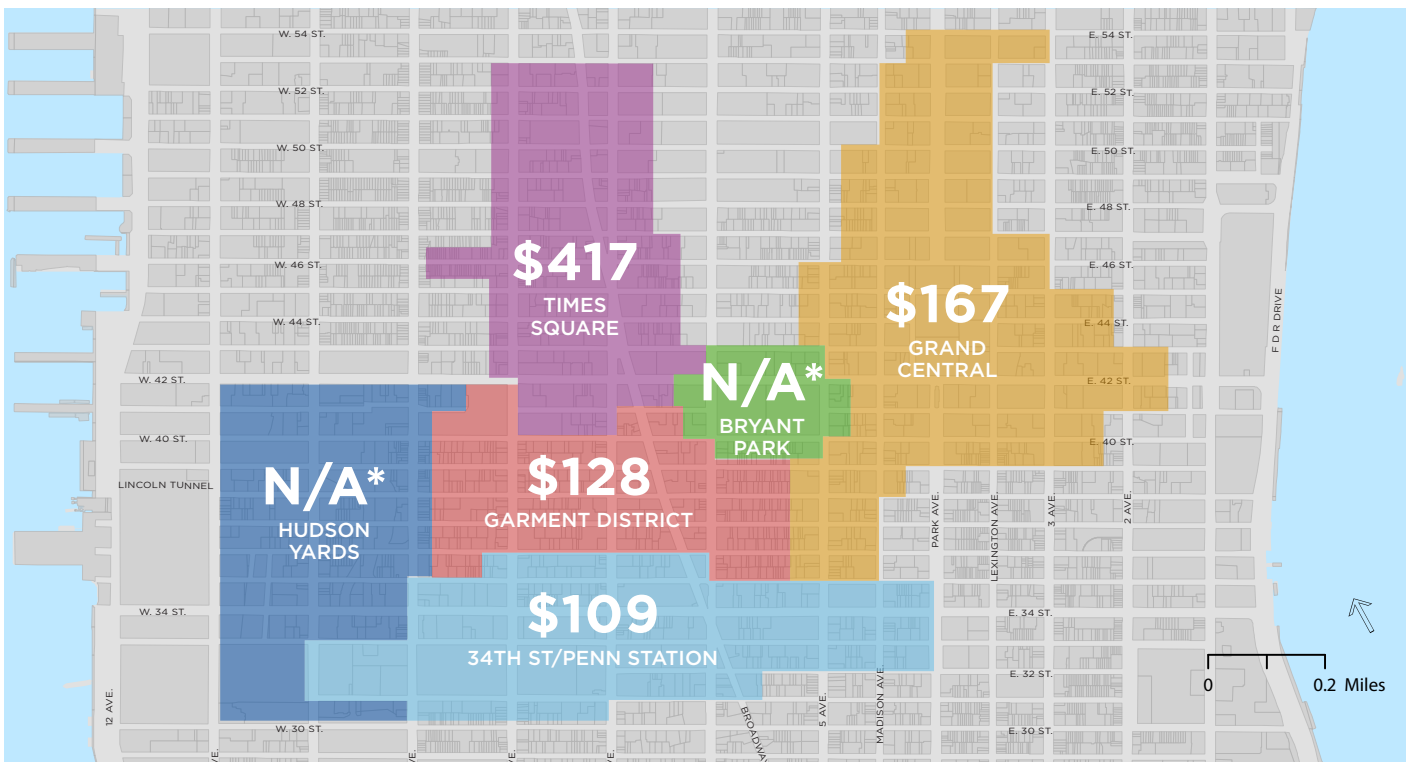 W. 54 ST.
E. 54 ST.
W. 52 ST.
E. 52 ST.
W. 50 ST.
E. 50 ST.
W. 48 ST.
E. 48 ST.
$417
TIMES
SQUARE
W. 46 ST.
E. 46 ST.
$167
GRAND
CENTRAL
W. 44 ST.
E. 44 ST.
F D R DRIVE
W. 42 ST.
E. 42 ST.
N/A*
BRYANT
PARK
W. 40 ST.
E. 40 ST.
LINCOLN TUNNEL
N/A*
HUDSON
YARDS
$128
GARMENT DISTRICT
PARK AVE.
LEXINGTON AVE.
3 AVE.
2 AVE.
W. 34 ST.
E. 34 ST.
$109
34TH ST/PENN STATION
E. 32 ST.
0
0.2 Miles
12 AVE.
5 AVE.
MADISON AVE.
BROADWAY
W. 30 ST.
E. 30 ST.